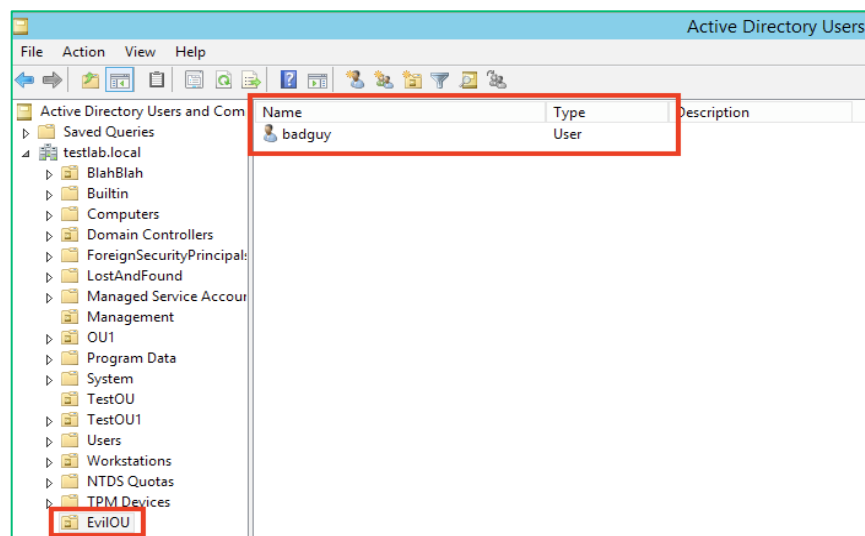 Active Directory Users
File Action View Help
Active Directory Users and Com
Saved Queries
testlab.local
BlahBlah
Builtin
Computers
Domain Controllers
ForeignSecurityPrincipals
LostAndFound
Managed Service Accour
Management
OU1
Program Data
System
TestOU
TestOU1
Users
Workstations
NTDS Quotas
TPM Devices
EvilOU
Name Type Description
badguy User